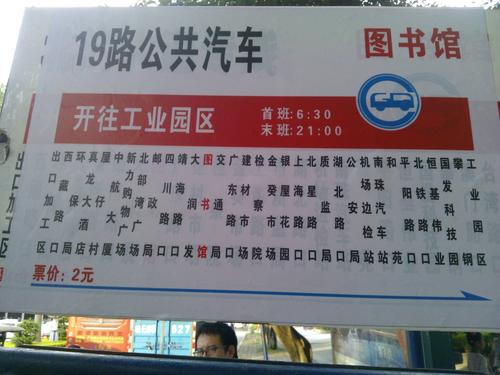 19路公共汽车
图书馆
开往工业园区
首班:6:30
末班:21:00
出口加工区
西藏路口
环保局
真龙大酒店
屋仔村
中航大厦
新力购物广场
北部湾广场
邮政局
四川路口
靖海路口
大润发
图书馆
交通局
广东路口
建材市场
检察院
金葵市场
银屋花园
上海路口
北星路口
质监局
湖北路口
公安局
机场边检站
南珠汽车站
和苑
平阳路口
北铁路口
恒基伟业
国发科技园
攀钢
工业园区
票价:2元